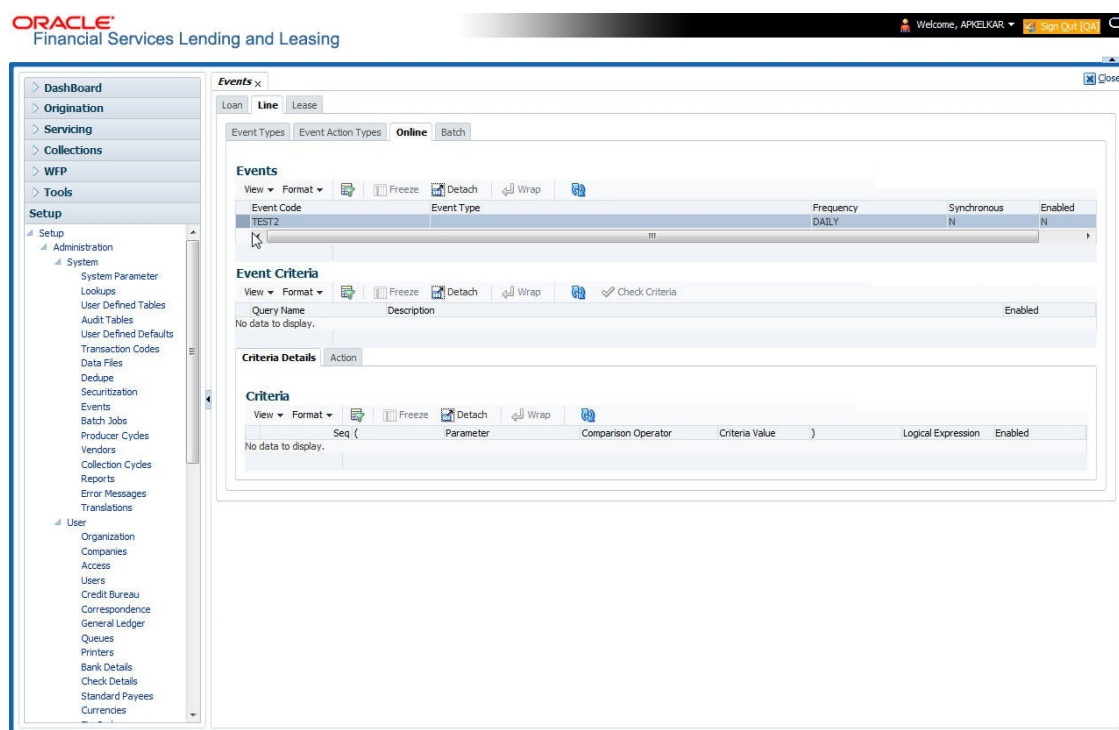 ORACLE
Financial Services Lending and Leasing
Welcome, APKELKAR
Sign Out [QA]
Close
DashBoard
Origination
Servicing
Collections
WFP
Tools
Setup
Setup
Administration
System
System Parameter
Lookups
User Defined Tables
Audit Tables
User Defined Defaults
Transaction Codes
Data Files
Dedupe
Securitization
Events
Batch Jobs
Producer Cycles
Vendors
Collection Cycles
Reports
Error Messages
Translations
User
Organization
Companies
Access
Users
Credit Bureau
Correspondence
General Ledger
Queues
Printers
Bank Details
Check Details
Standard Payees
Currencies
Events
Loan Line Lease
Event Types Event Action Types Online Batch
Events
View Format Freeze Detach Wrap
Event Code Event Type Frequency Synchronous Enabled
TEST2 DAILY N N
Event Criteria
View Format Freeze Detach Wrap Check Criteria
Query Name Description Enabled
No data to display.
Criteria Details Action
Criteria
View Format Freeze Detach Wrap
Seq ( Parameter Comparison Operator Criteria Value ) Logical Expression Enabled
No data to display.